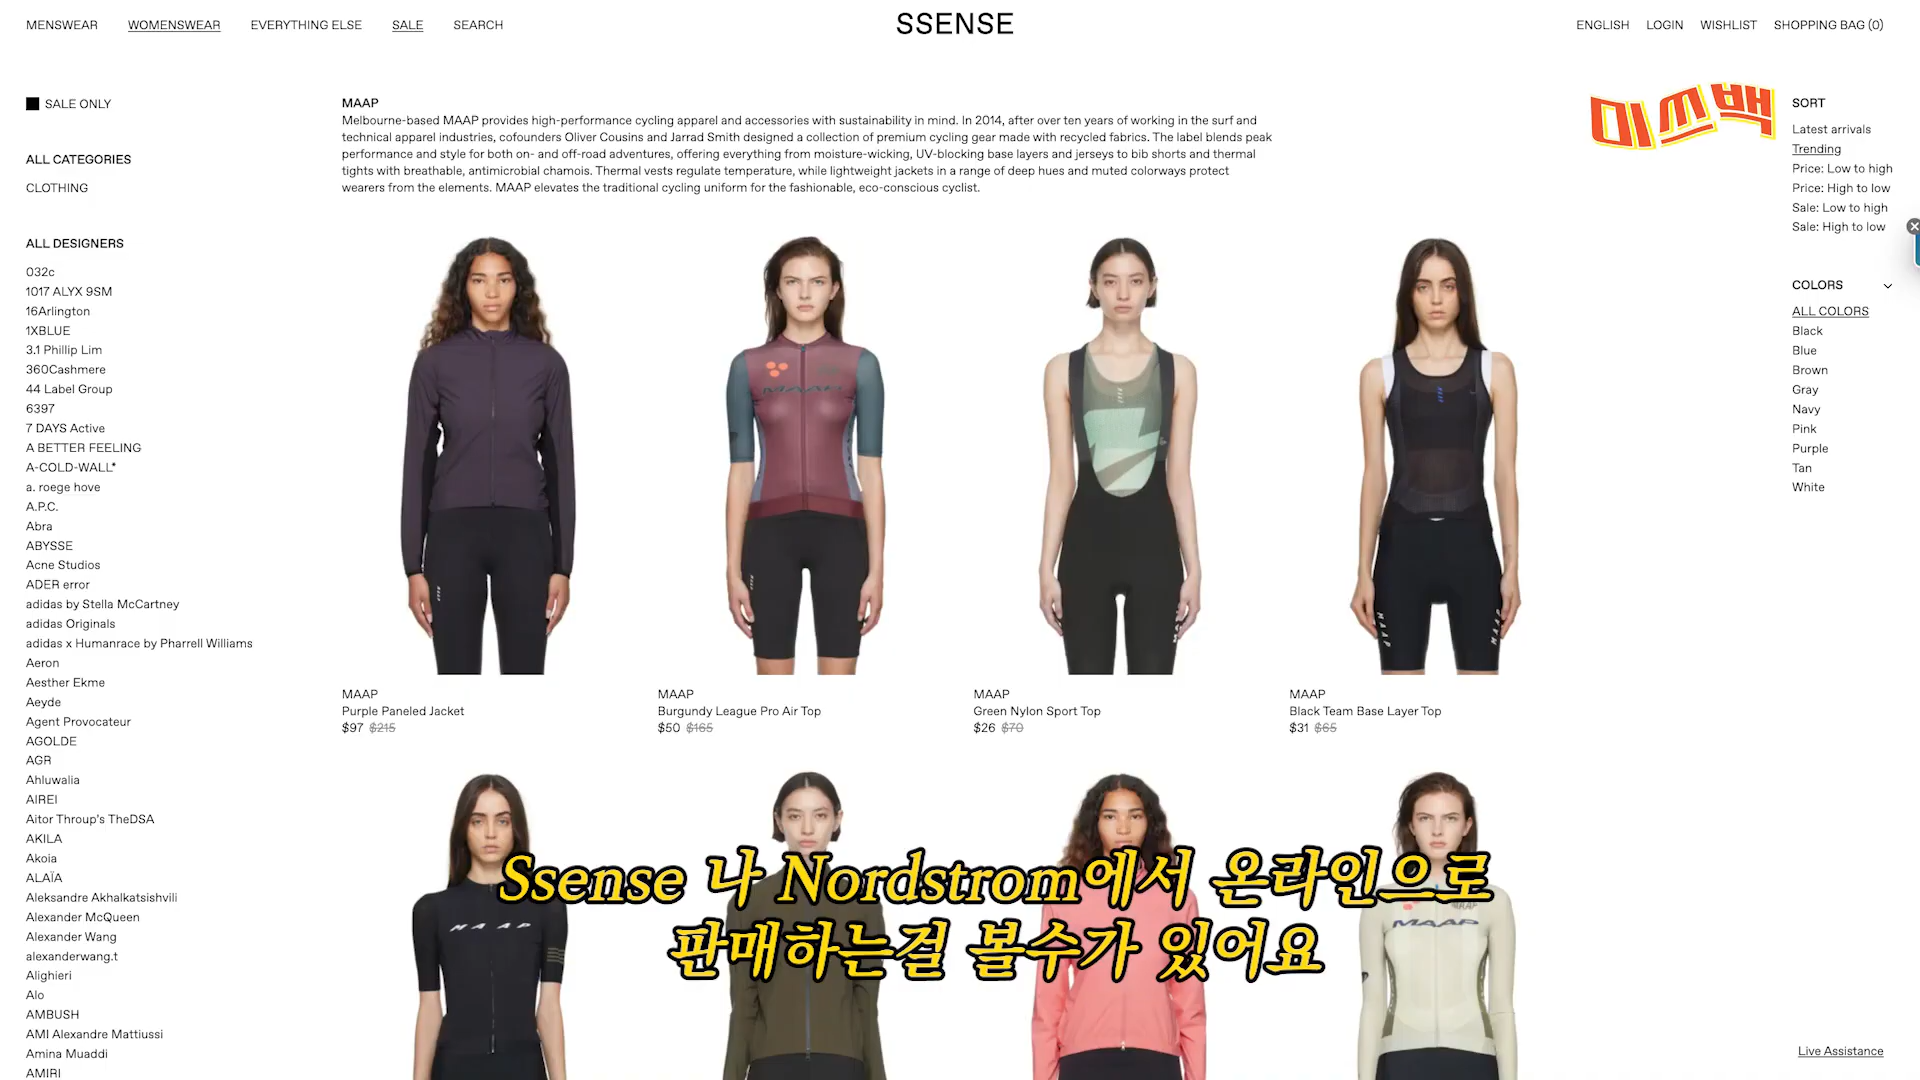 MENSWEAR WOMENSWEAR EVERYTHING ELSE SALE SEARCH SSENSE ENGLISH LOGIN WISHLIST SHOPPING BAG (0)
SALE ONLY
ALL CATEGORIES
CLOTHING
ALL DESIGNERS
032c
1017 ALYX 9SM
16Arlington
1XBLUE
3.1 Phillip Lim
360Cashmere
44 Label Group
6397
7 DAYS Active
A BETTER FEELING
A-COLD-WALL*
a. roege hove
A.P.C.
Abra
ABYSSE
Acne Studios
ADER error
adidas by Stella McCartney
adidas Originals
adidas x Humanrace by Pharrell Williams
Aeron
Aesther Ekme
Aeyde
Agent Provocateur
AGOLDE
AGR
Ahluwalia
AIREI
Aitor Throup's TheDSA
AKILA
Akoia
ALAÏA
Aleksandre Akhalkatsishvili
Alexander McQueen
Alexander Wang
alexanderwang.t
Alighieri
Alo
AMBUSH
AMI Alexandre Mattiussi
Amina Muaddi
AMIRI
MAAP
Melbourne-based MAAP provides high-performance cycling apparel and accessories with sustainability in mind. In 2014, after over ten years of working in the surf and
technical apparel industries, cofounders Oliver Cousins and Jarrad Smith designed a collection of premium cycling gear made with recycled fabrics. The label blends peak
performance and style for both on- and off-road adventures, offering everything from moisture-wicking, UV-blocking base layers and jerseys to bib shorts and thermal
tights with breathable, antimicrobial chamois. Thermal vests regulate temperature, while lightweight jackets in a range of deep hues and muted colorways protect
wearers from the elements. MAAP elevates the traditional cycling uniform for the fashionable, eco-conscious cyclist.
MAAP
MAAP
MAAP
MAAP
MAAP
Purple Paneled Jacket
$97 $215
MAAP
Burgundy League Pro Air Top
$50 $165
MAAP
Green Nylon Sport Top
$26 $70
MAAP
Black Team Base Layer Top
$31 $65
MAAP
MAAP
Ssense 나 Nordstrom에서 온라인으로
판매하는걸 볼수가 있어요
미쓰백
SORT
Latest arrivals
Trending
Price: Low to high
Price: High to low
Sale: Low to high
Sale: High to low
COLORS
ALL COLORS
Black
Blue
Brown
Gray
Navy
Pink
Purple
Tan
White
Live Assistance